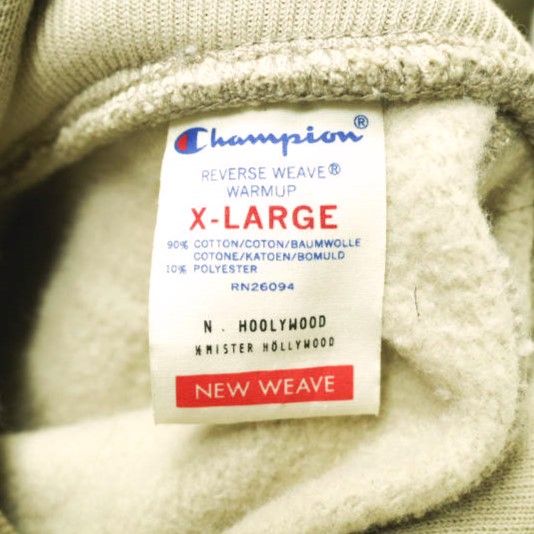 Champion®
REVERSE WEAVE®
WARMUP
X-LARGE
90% COTTON/COTON/BAUMWOLLE
COTONE/KATOEN/BOMULD
10% POLYESTER
RN26094
N. HOOLYWOOD
※MISTER HÖLLYWOOD
NEW WEAVE